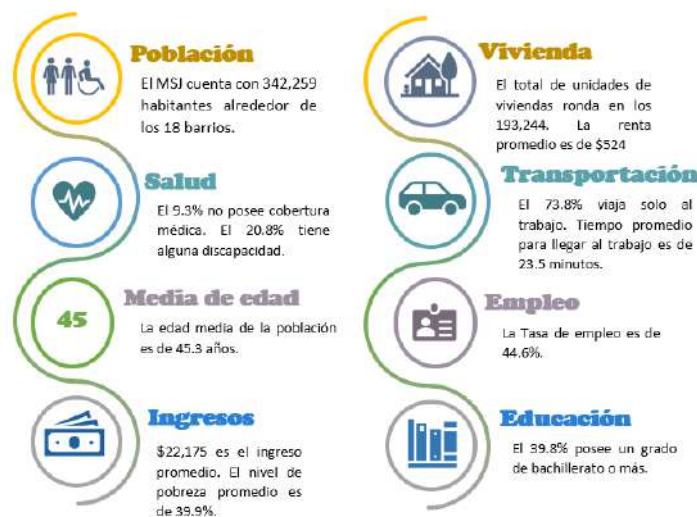 Población
El MSJ cuenta con 342,259
habitantes alrededor de
los 18 barrios.
Salud
El 9.3% no posee cobertura
médica. El 20.8% tiene
alguna discapacidad.
45
Media de edad
La edad media de la población
es de 45.3 años.
Ingresos
$22,175 es el ingreso
promedio. El nivel de
pobreza promedio es
de 39.9%.
Vivienda
El total de unidades de
viviendas ronda en los
193,244. La renta
promedio es de $524
Transportación
El 73.8% viaja solo al
trabajo. Tiempo promedio
para llegar al trabajo es de
23.5 minutos.
Empleo
La Tasa de empleo es de
44.6%.
Educación
El 39.8% posee un grado
de bachillerato o más.